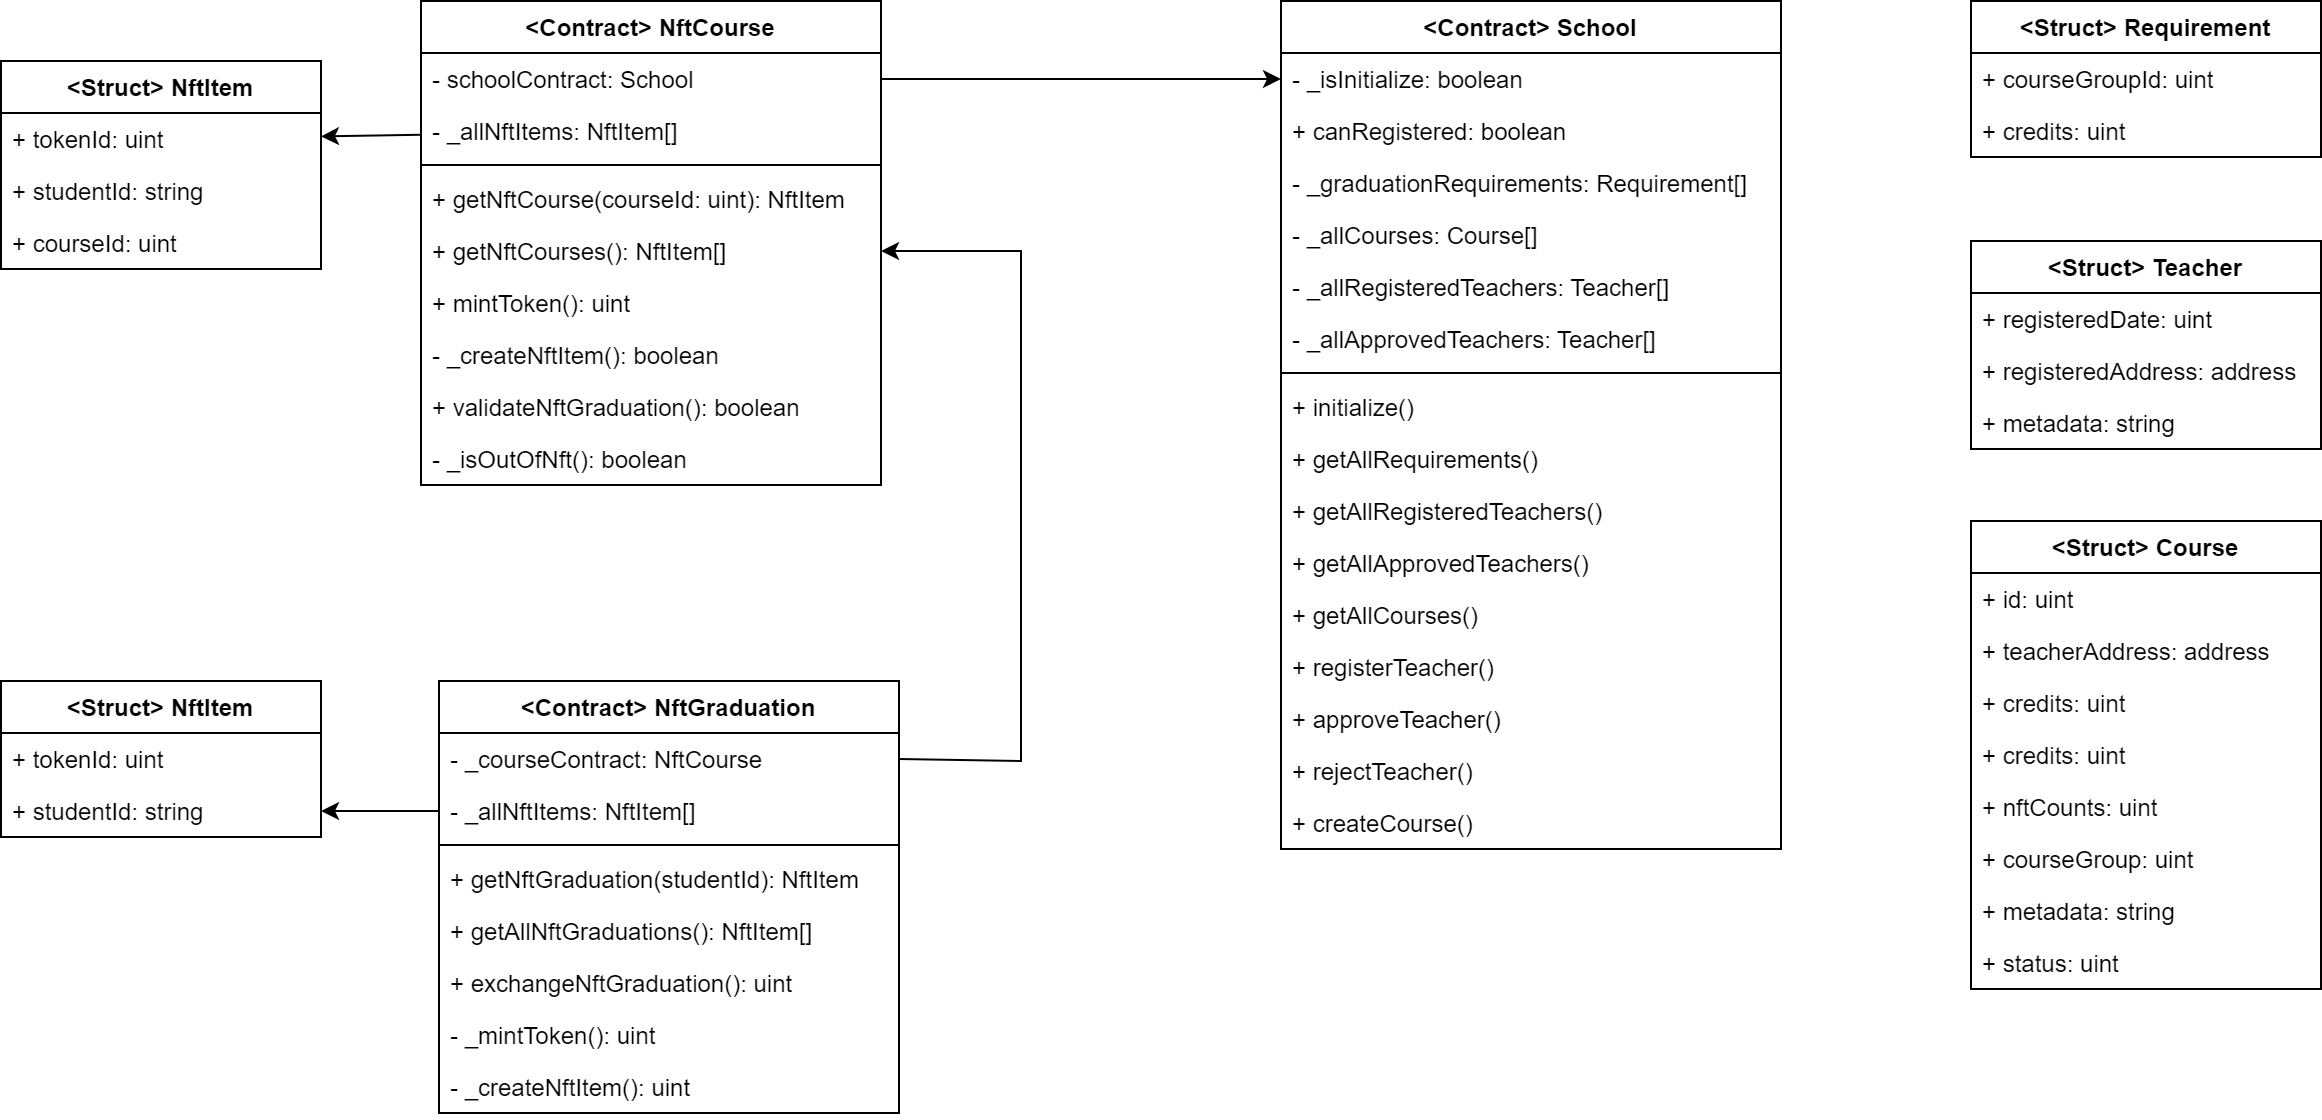 <Struct> NftItem
+ tokenId: uint
+ studentId: string
+ courseId: uint
<Contract> NftCourse
- schoolContract: School
- _allNftItems: NftItem[]
+ getNftCourse(courseId: uint): NftItem
+ getNftCourses(): NftItem[]
+ mintToken(): uint
- _createNftItem(): boolean
+ validateNftGraduation(): boolean
- _isOutOfNft(): boolean
<Contract> School
- _isInitialize: boolean
+ canRegistered: boolean
- _graduationRequirements: Requirement[]
- _allCourses: Course[]
- _allRegisteredTeachers: Teacher[]
- _allApprovedTeachers: Teacher[]
+ initialize()
+ getAllRequirements()
+ getAllRegisteredTeachers()
+ getAllApprovedTeachers()
+ getAllCourses()
+ registerTeacher()
+ approveTeacher()
+ rejectTeacher()
+ createCourse()
<Struct> Requirement
+ courseGroupId: uint
+ credits: uint
<Struct> Teacher
+ registeredDate: uint
+ registeredAddress: address
+ metadata: string
<Struct> Course
+ id: uint
+ teacherAddress: address
+ credits: uint
+ credits: uint
+ nftCounts: uint
+ courseGroup: uint
+ metadata: string
+ status: uint
<Struct> NftItem
+ tokenId: uint
+ studentId: string
<Contract> NftGraduation
- _courseContract: NftCourse
- _allNftItems: NftItem[]
+ getNftGraduation(studentId): NftItem
+ getAllNftGraduations(): NftItem[]
+ exchangeNftGraduation(): uint
- _mintToken(): uint
- _createNftItem(): uint